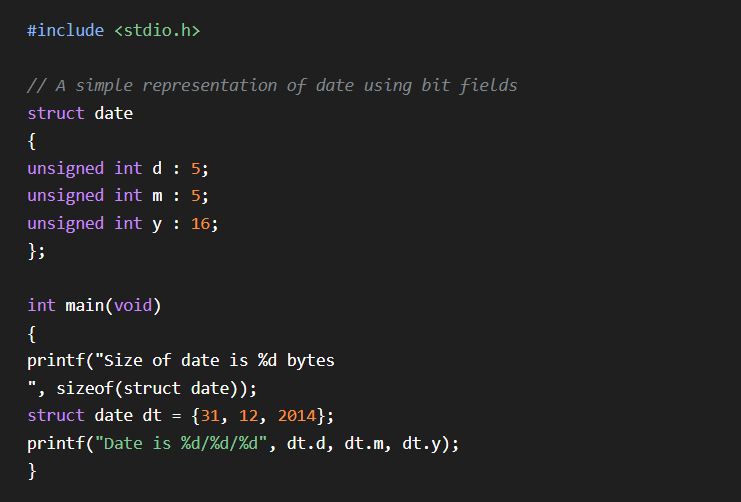 #include <stdio.h>
// A simple representation of date using bit fields
struct date
{
unsigned int d : 5;
unsigned int m : 5;
unsigned int y : 16;
};
int main(void)
{
printf("Size of date is %d bytes
", sizeof(struct date));
struct date dt = {31, 12, 2014};
printf("Date is %d/%d/%d", dt.d, dt.m, dt.y);
}